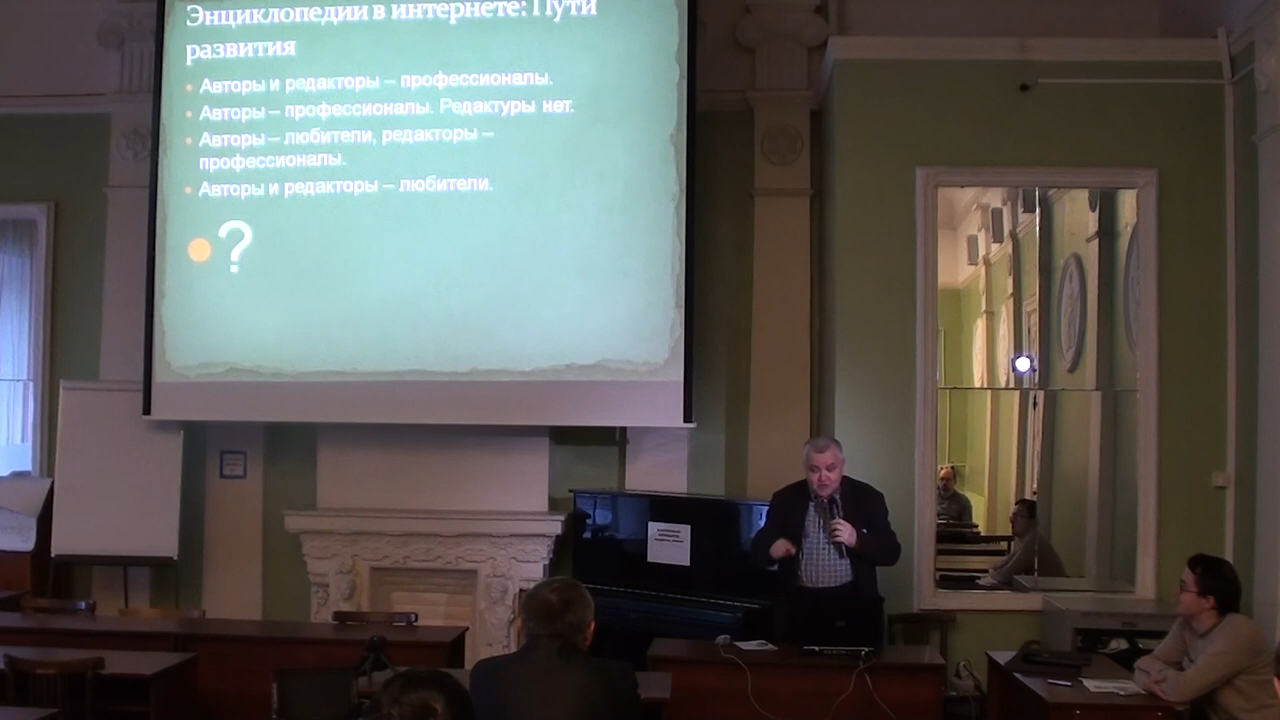 Энциклопедии в интернете: Пути
развития
• Авторы и редакторы – профессионалы.
• Авторы – профессионалы. Редактуры нет.
• Авторы – любители, редакторы –
профессионалы.
• Авторы и редакторы – любители.
• ?